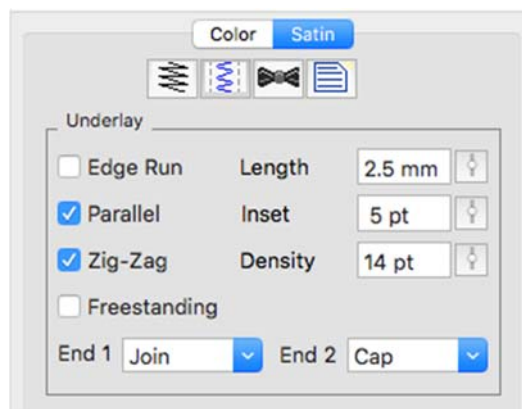 Color Satin
Underlay
Edge Run Length 2.5 mm
Parallel Inset 5 pt
Zig-Zag Density 14 pt
Freestanding
End 1 Join End 2 Cap